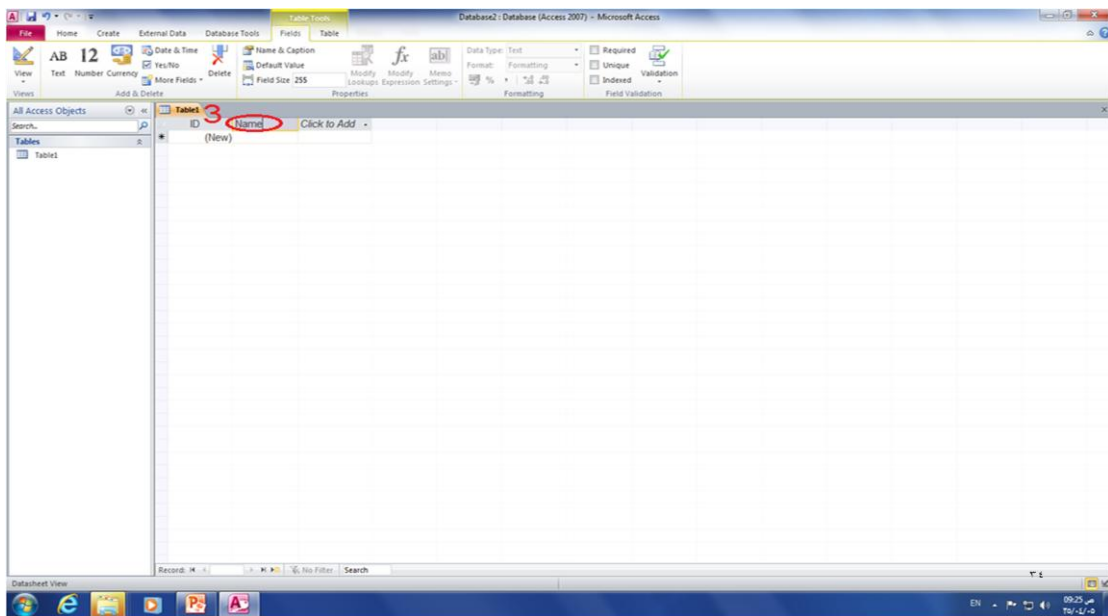 Table Tools
Database2 : Database (Access 2007) - Microsoft Access
File Home Create External Data Database Tools Fields Table
View
AB Text
12 Number
Currency
Date & Time
Yes/No
More Fields
Delete
Name & Caption
Default Value
Field Size 255
Modify Lookups
fx Modify Expression
ab Memo Settings
Data Type: Text
Format: Formatting
Required
Unique
Indexed
Validation
Views Add & Delete Properties Formatting Field Validation
All Access Objects
Search..
Tables
Table1
Table1
3
ID Name Click to Add
(New)
Record: No Filter Search
٣٤
Datasheet View
EN 09:25 ص